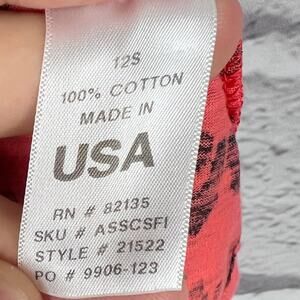 12S
100% COTTON
MADE IN
USA
RN # 82135
SKU # ASSCSFI
STYLE # 21522
PO # 9906-123